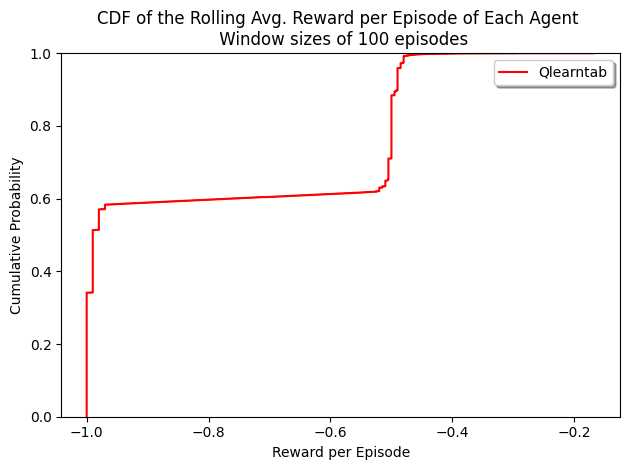 CDF of the Rolling Avg. Reward per Episode of Each Agent
Window sizes of 100 episodes
Qlearntab
1.0
0.8
0.6
0.4
0.2
0.0
Cumulative Probability
−1.0
−0.8
−0.6
−0.4
−0.2
Reward per Episode